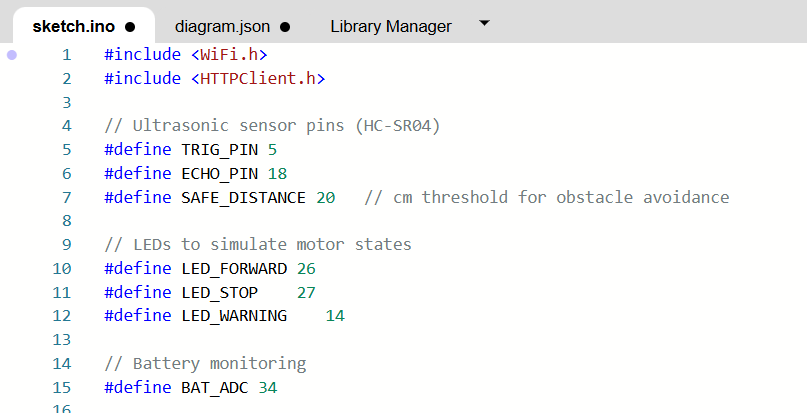 sketch.ino ● diagram.json ● Library Manager ▼
1 #include <WiFi.h>
2 #include <HTTPClient.h>
3
4 // Ultrasonic sensor pins (HC-SR04)
5 #define TRIG_PIN 5
6 #define ECHO_PIN 18
7 #define SAFE_DISTANCE 20   // cm threshold for obstacle avoidance
8
9 // LEDs to simulate motor states
10 #define LED_FORWARD 26
11 #define LED_STOP    27
12 #define LED_WARNING    14
13
14 // Battery monitoring
15 #define BAT_ADC 34
16